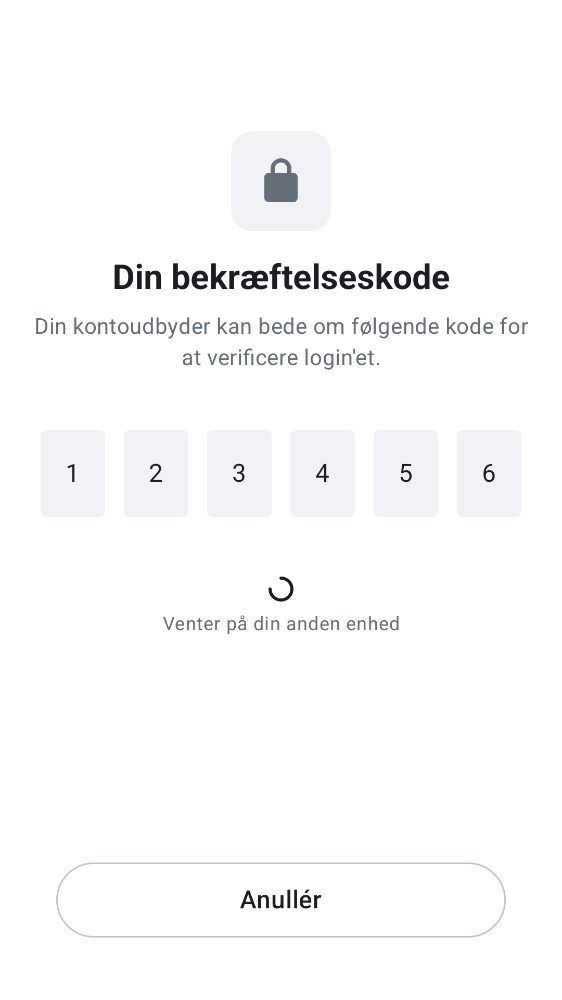 Din bekræftelseskode
Din kontoudbyder kan bede om følgende kode for
at verificere login'et.
1 2 3 4 5 6
Venter på din anden enhed
Anullér